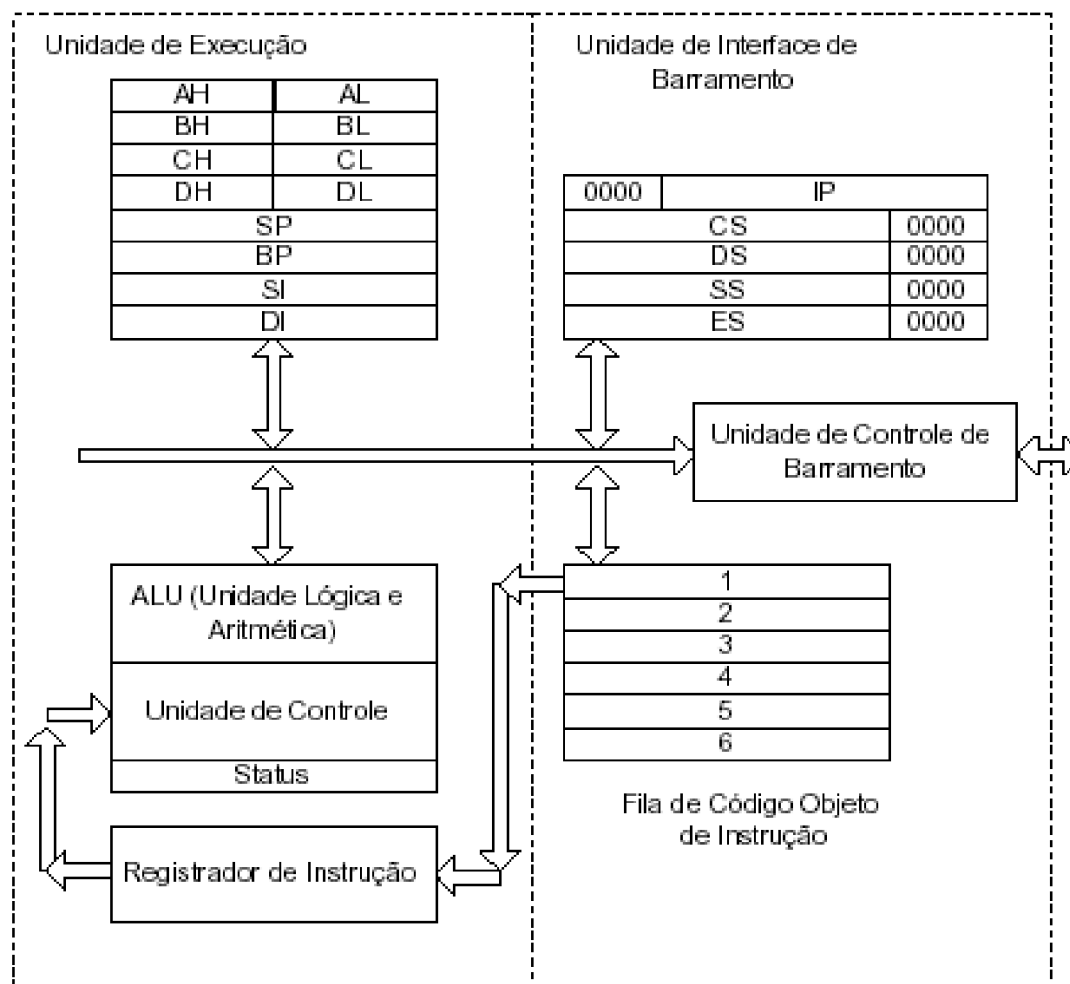 Unidade de Execução
AH AL
BH BL
CH CL
DH DL
SP
BP
SI
DI
Unidade de Interface de
Barramento
0000 IP
CS 0000
DS 0000
SS 0000
ES 0000
Unidade de Controle de
Barramento
ALU (Unidade Lógica e
Aritmética)
Unidade de Controle
Status
Registrador de Instrução
1
2
3
4
5
6
Fila de Código Objeto
de Instrução